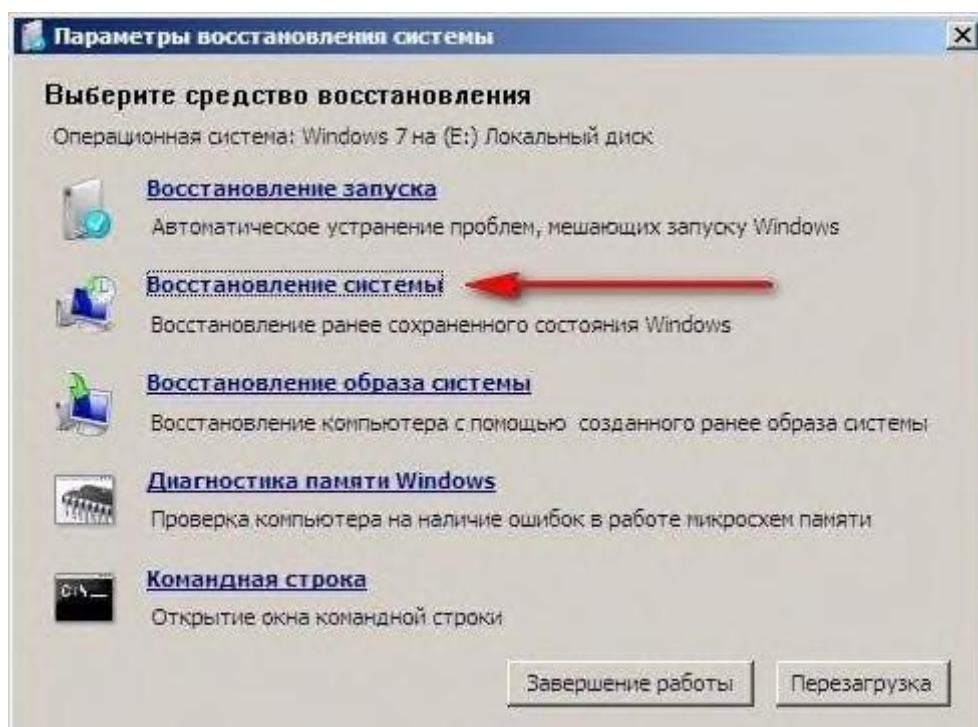 Параметры восстановления системы
Выберите средство восстановления
Операционная система: Windows 7 на (E:) Локальный диск
Восстановление запуска
Автоматическое устранение проблем, мешающих запуску Windows
Восстановление системы
Восстановление ранее сохраненного состояния Windows
Восстановление образа системы
Восстановление компьютера с помощью созданного ранее образа системы
Диагностика памяти Windows
Проверка компьютера на наличие ошибок в работе микросхем памяти
C:\_
Командная строка
Открытие окна командной строки
Завершение работы
Перезагрузка